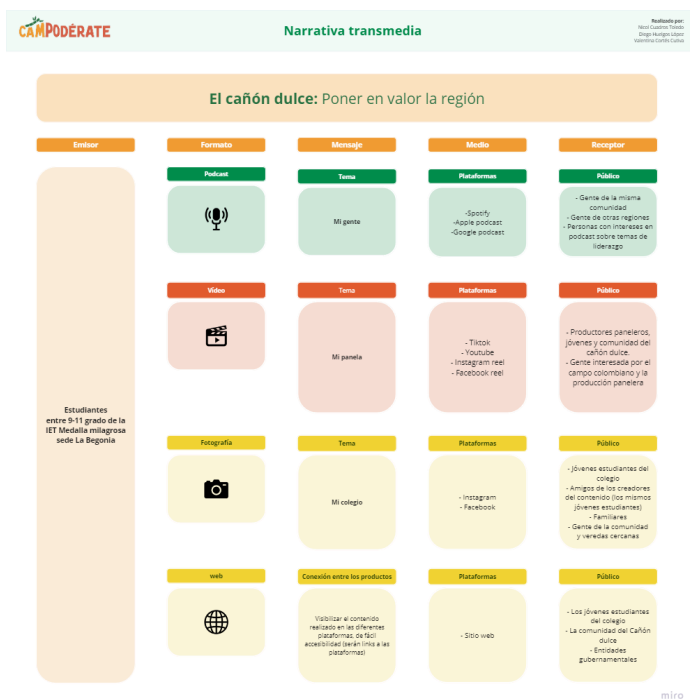 CAMPODÉRATE
Narrativa transmedia
Realizado por:
Nicol Cuadros Toledo
Diego Huérgos López
Valentina Cortés Cuitiva
El cañón dulce: Poner en valor la región
Emisor
Formato
Mensaje
Medio
Receptor
Estudiantes
entre 9-11 grado de la
IET Medalla milagrosa
sede La Begonia
Podcast
Tema
Plataformas
Público
Mi gente
-Spotify
-Apple podcast
-Google podcast
- Gente de la misma
comunidad
- Gente de otras regiones
- Personas con intereses en
podcast sobre temas de
liderazgo
Vídeo
Tema
Plataformas
Público
Mi panela
- Tiktok
- Youtube
- Instagram reel
- Facebook reel
- Productores paneleros,
jóvenes y comunidad del
cañón dulce.
- Gente interesada por el
campo colombiano y la
producción panelera
Fotografía
Tema
Plataformas
Público
Mi colegio
- Instagram
- Facebook
- Jóvenes estudiantes del
colegio
- Amigos de los creadores
del contenido (los mismos
jóvenes estudiantes)
- Familiares
- Gente de la comunidad
y veredas cercanas
web
Conexión entre los productos
Plataformas
Público
Visibilizar el contenido
realizado en las diferentes
plataformas, de fácil
accesibilidad (serán links a las
plataformas)
- Sitio web
- Los jóvenes estudiantes
del colegio
- La comunidad del Cañón
dulce
- Entidades
gubernamentales
miro